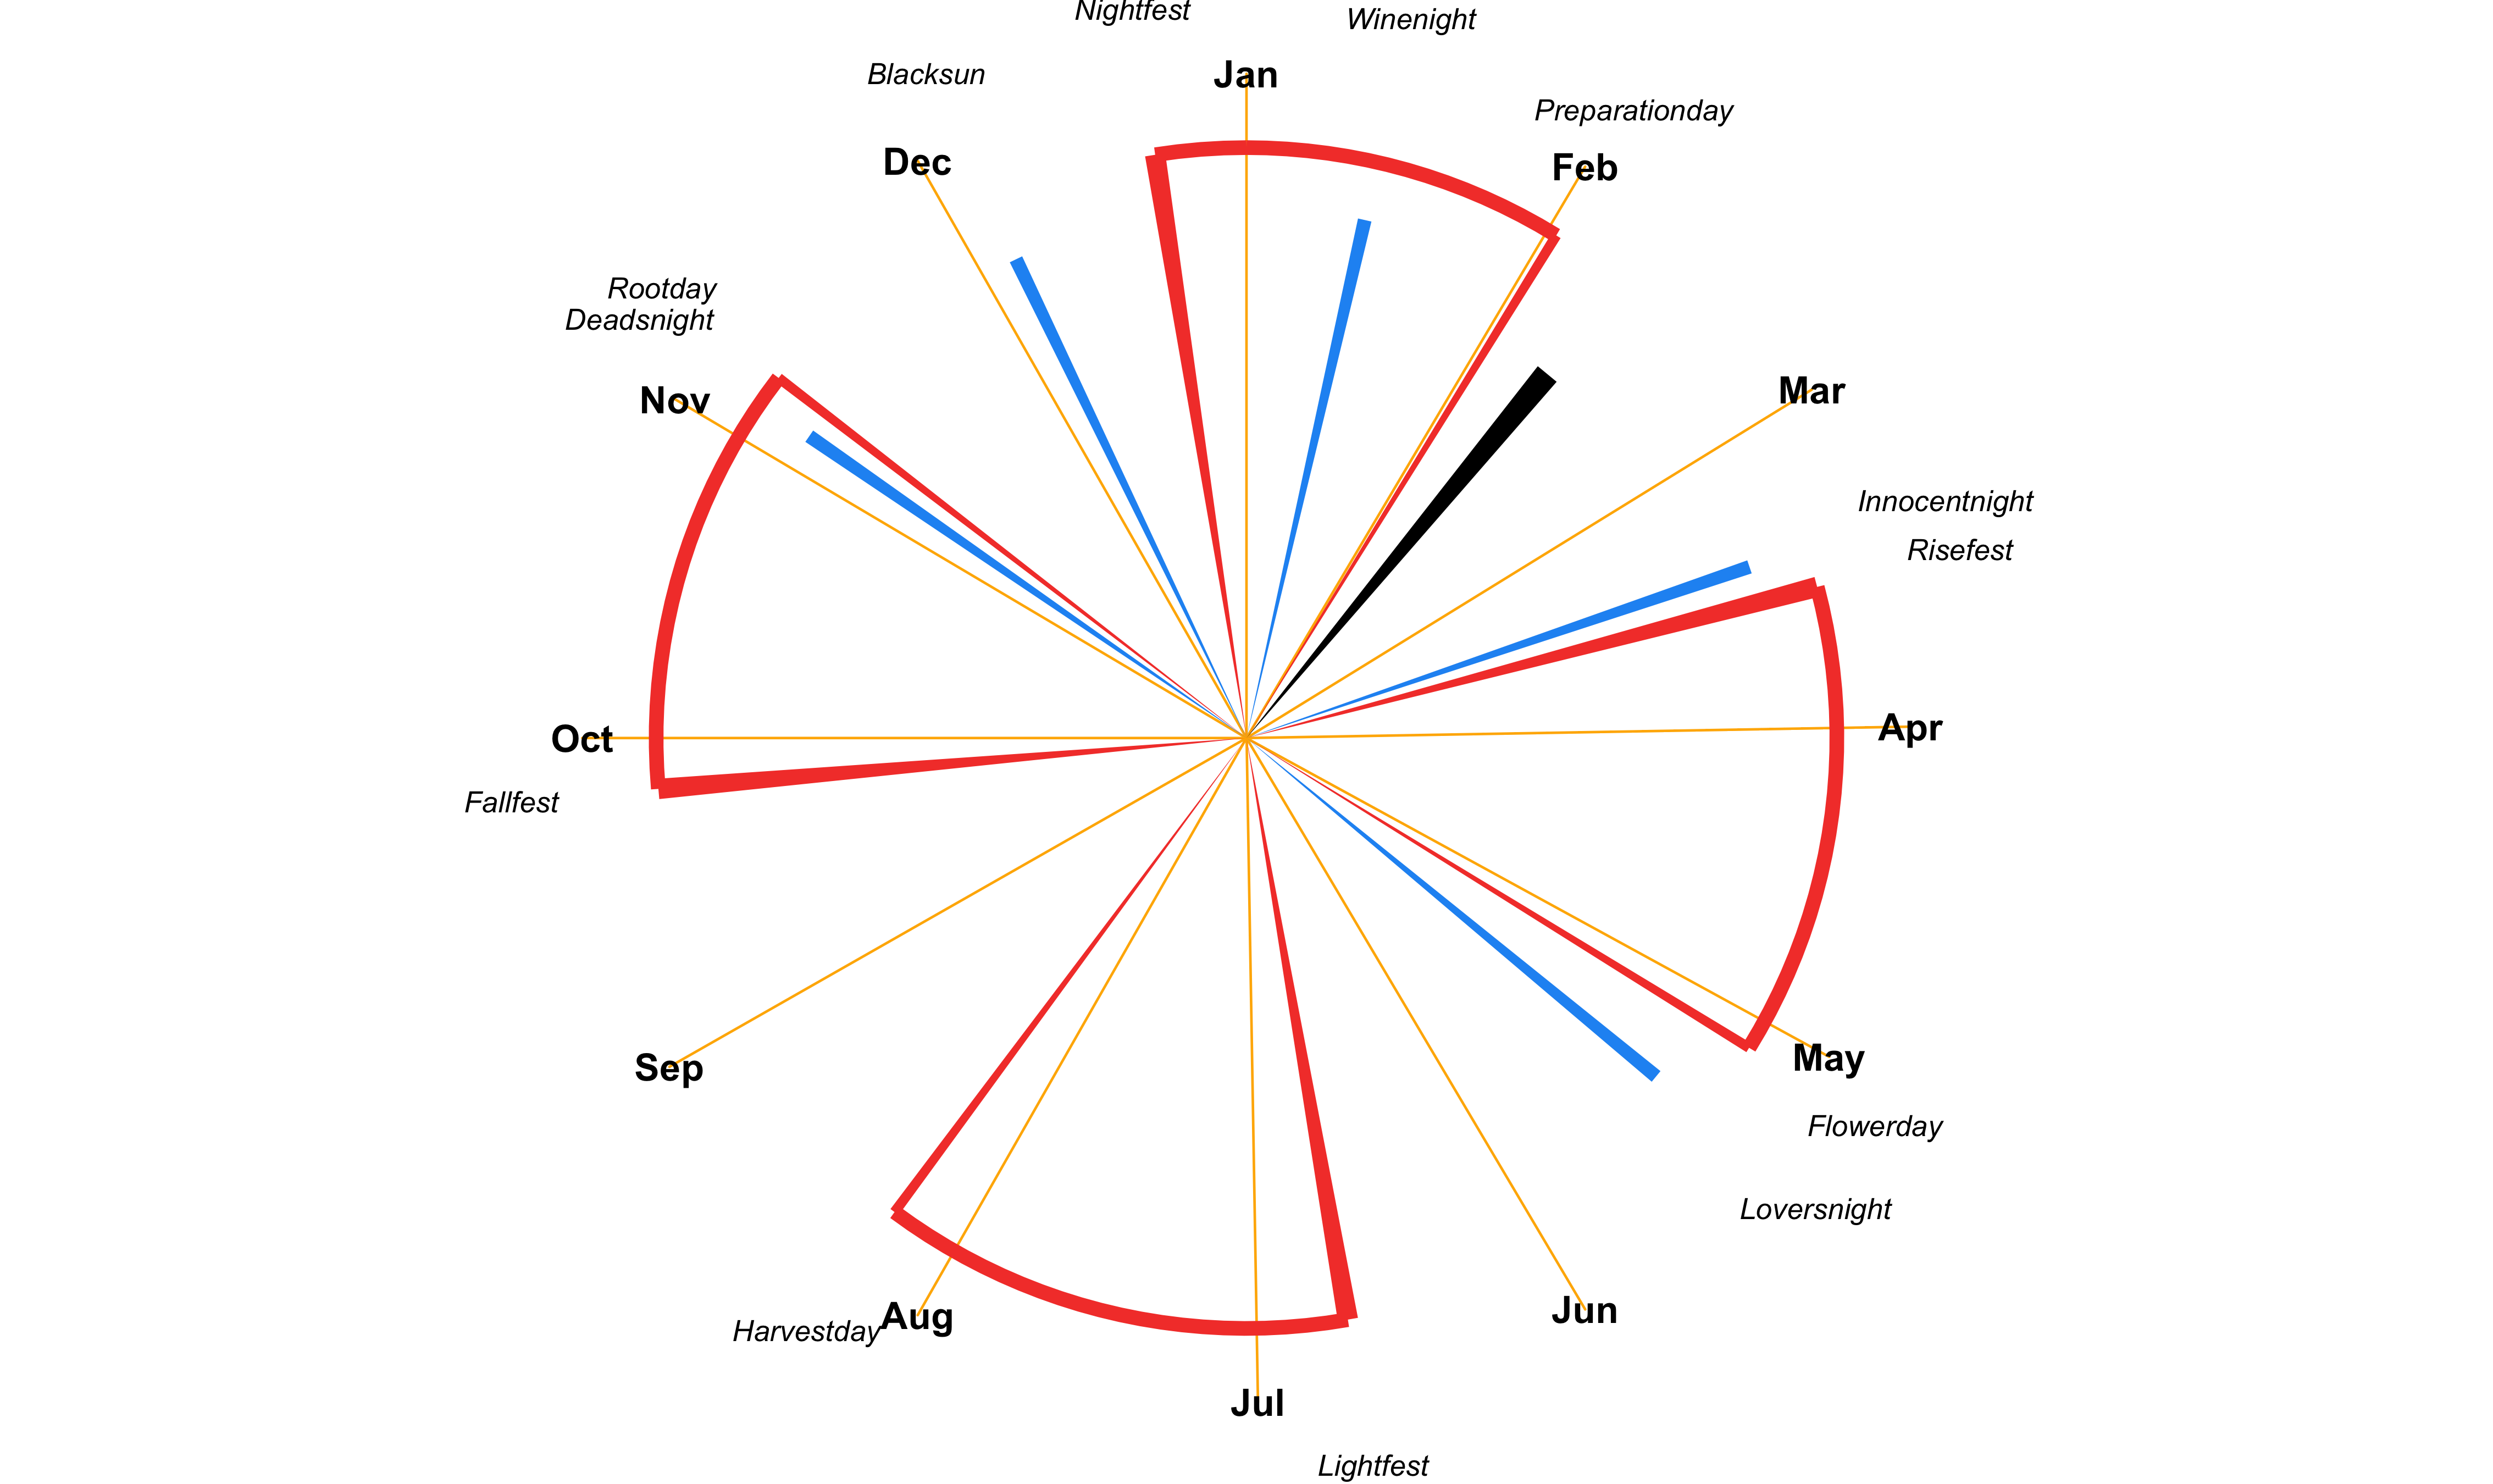 Nightfest
Winenight
Blacksun
Jan
Preparationday
Dec
Feb
Rootday
Deadsnight
Nov
Mar
Innocentnight
Risefest
Oct
Apr
Fallfest
Sep
May
Flowerday
Loversnight
Harvestday
Aug
Jun
Jul
Lightfest